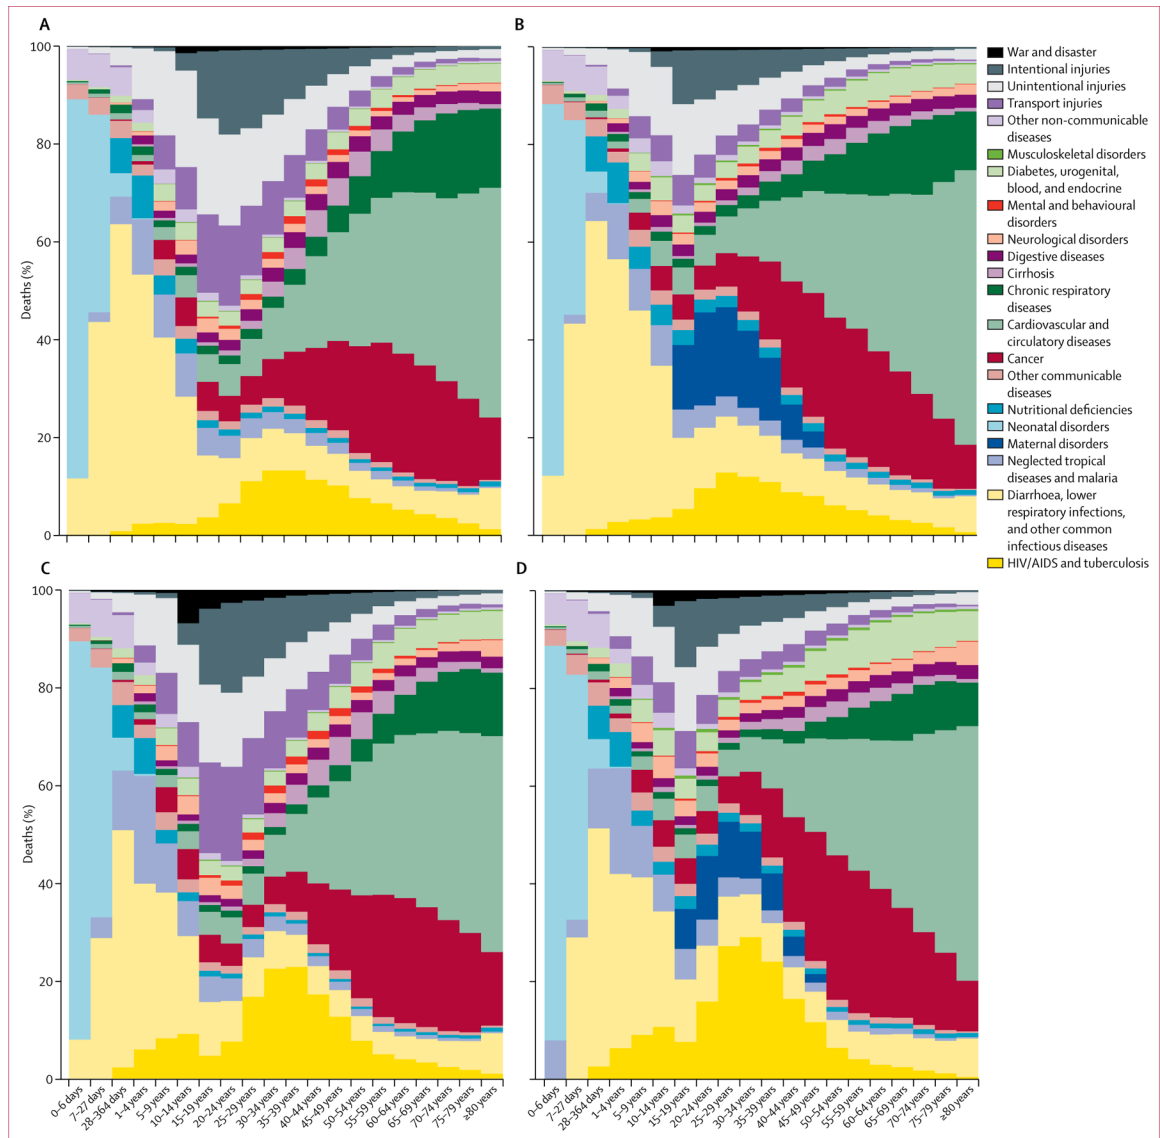 A
B
100
80
60
40
20
0
Deaths (%)
War and disaster
Intentional injuries
Unintentional injuries
Transport injuries
Other non-communicable
diseases
Musculoskeletal disorders
Diabetes, urogenital,
blood, and endocrine
Mental and behavioural
disorders
Neurological disorders
Digestive diseases
Cirrhosis
Chronic respiratory
diseases
Cardiovascular and
circulatory diseases
Cancer
Other communicable
diseases
Nutritional deficiencies
Neonatal disorders
Maternal disorders
Neglected tropical
diseases and malaria
Diarrhoea, lower
respiratory infections,
and other common
infectious diseases
HIV/AIDS and tuberculosis
C
D
100
80
60
40
20
0
Deaths (%)
0–6 days
7–27 days
28–364 days
1–4 years
5–9 years
10–14 years
15–19 years
20–24 years
25–29 years
30–34 years
35–39 years
40–44 years
45–49 years
50–54 years
55–59 years
60–64 years
65–69 years
70–74 years
75–79 years
≥80 years
0–6 days
7–27 days
28–364 days
1–4 years
5–9 years
10–14 years
15–19 years
20–24 years
25–29 years
30–34 years
35–39 years
40–44 years
45–49 years
50–54 years
55–59 years
60–64 years
65–69 years
70–74 years
75–79 years
≥80 years